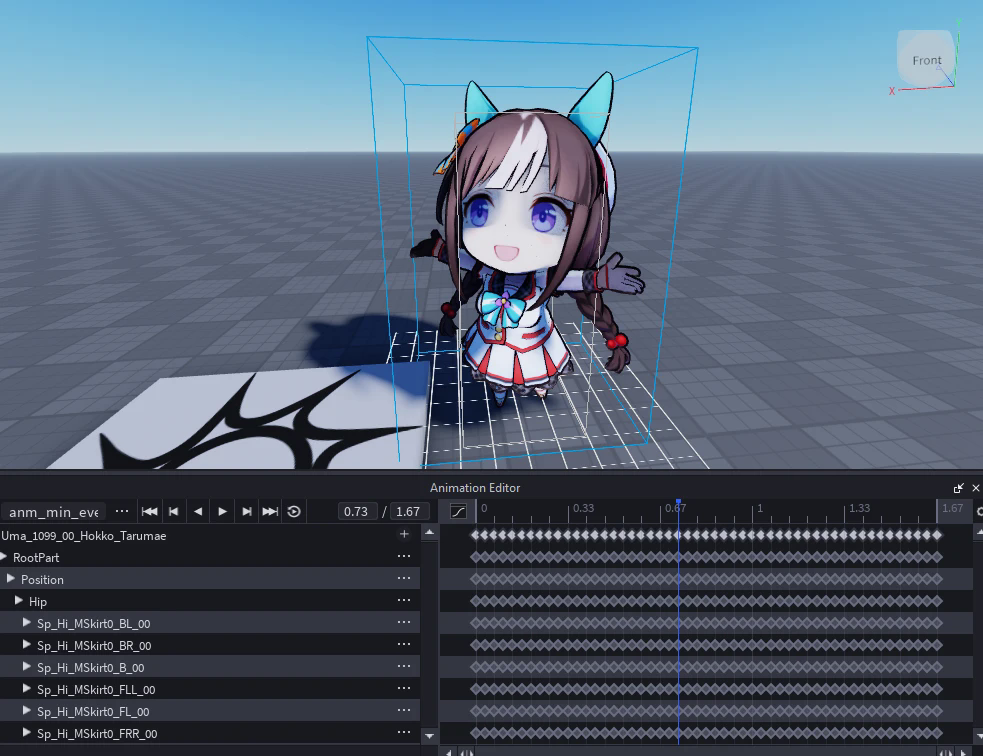 Front
X
Animation Editor
anm_min_eve
0.73 / 1.67
0 0.33 0.67 1 1.33 1.67
Uma_1099_00_Hokko_Tarumae
RootPart
Position
Hip
Sp_Hi_MSkirt0_BL_00
Sp_Hi_MSkirt0_BR_00
Sp_Hi_MSkirt0_B_00
Sp_Hi_MSkirt0_FLL_00
Sp_Hi_MSkirt0_FL_00
Sp_Hi_MSkirt0_FRR_00